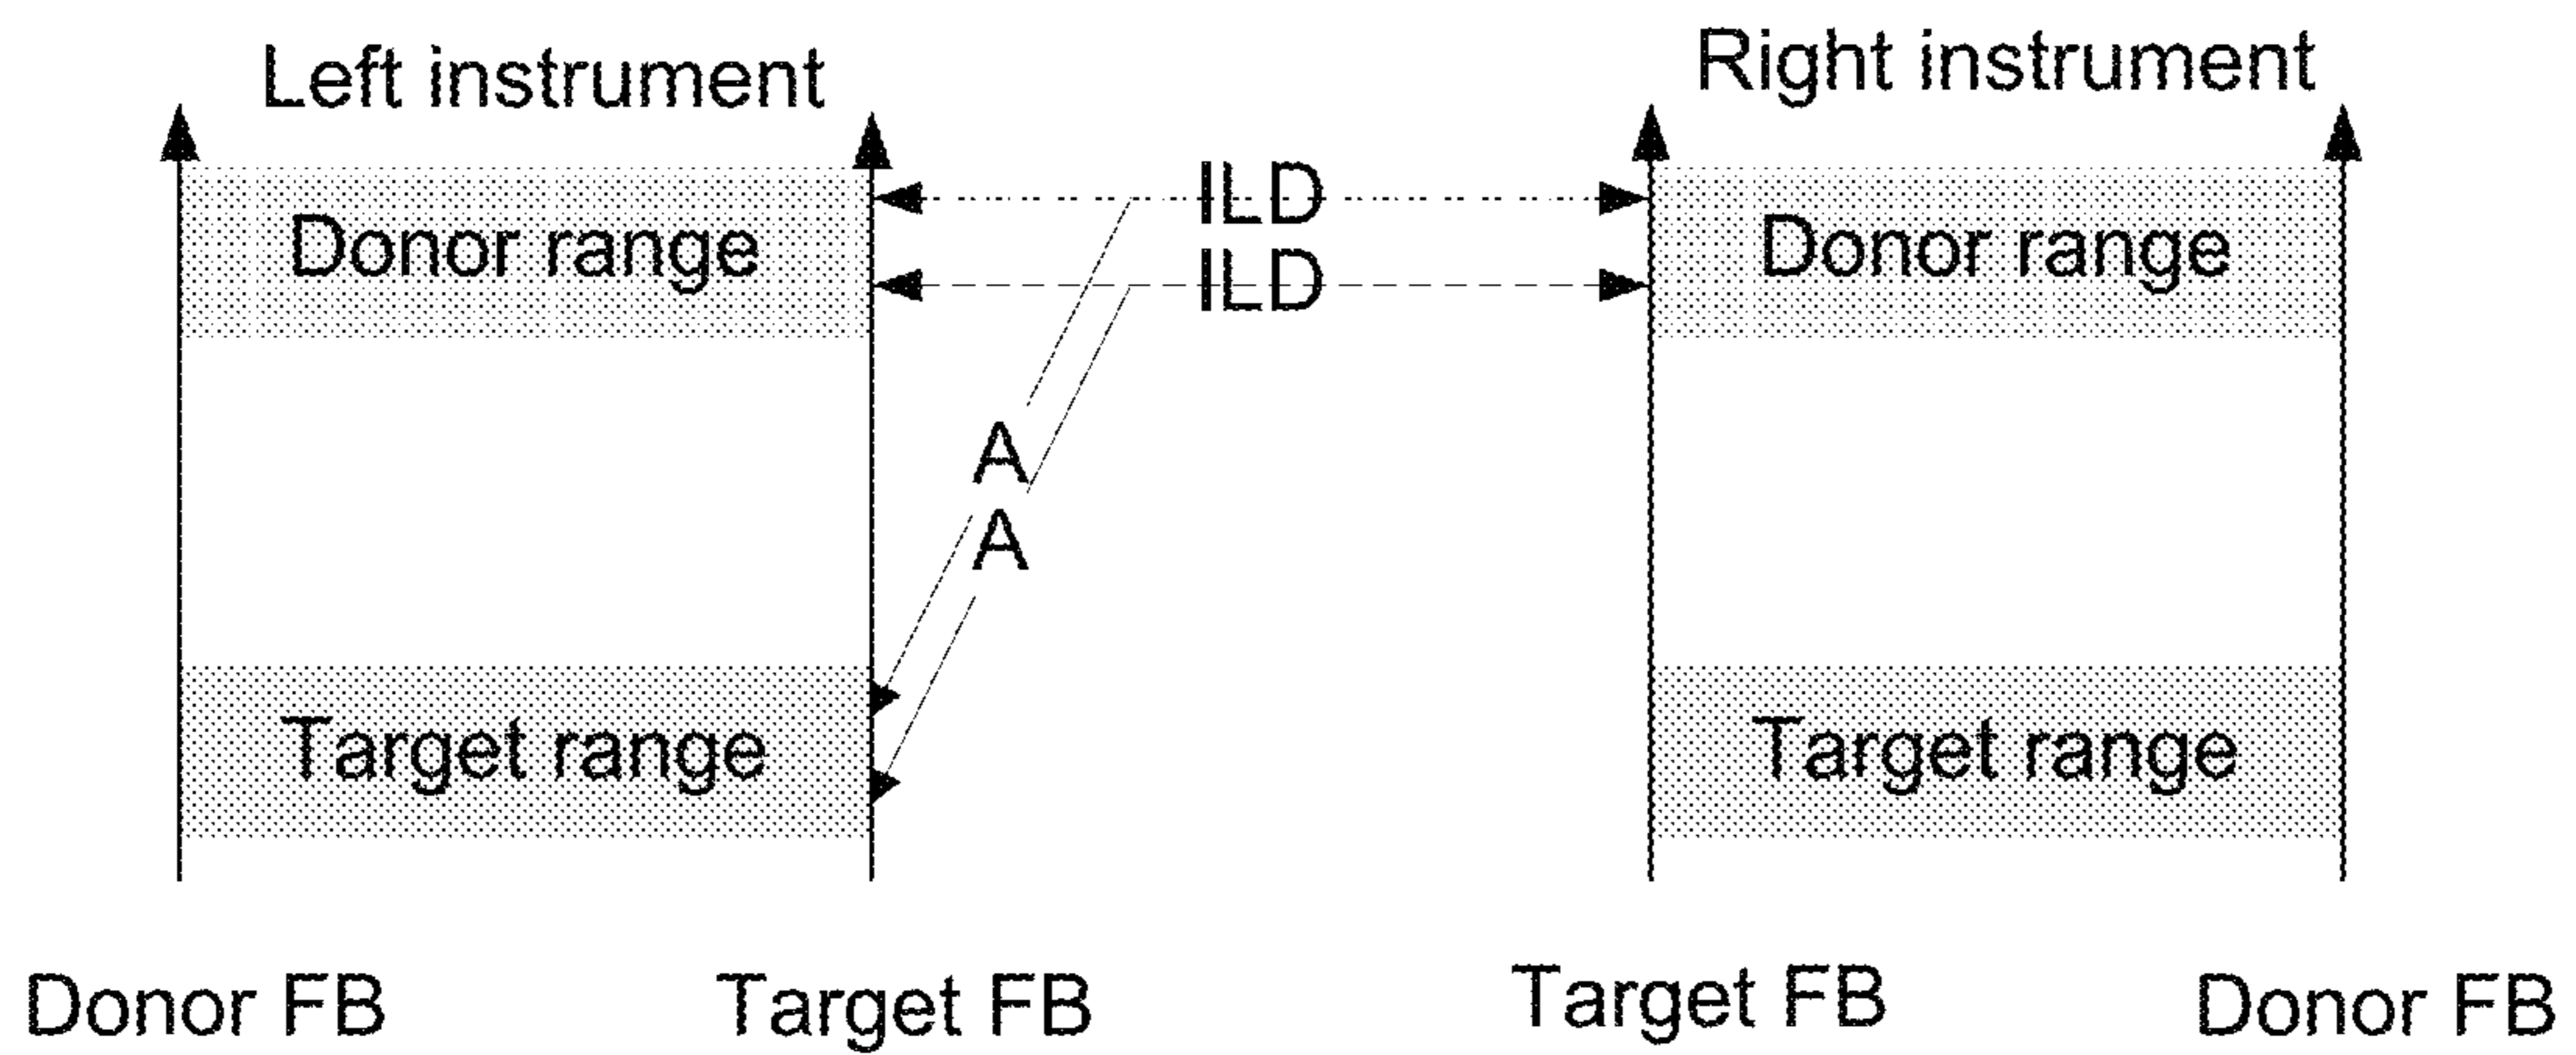 Left instrument
Right instrument
ILD
Donor range
Donor range
ILD
A
A
Target range
Target range
Donor FB
Target FB
Target FB
Donor FB